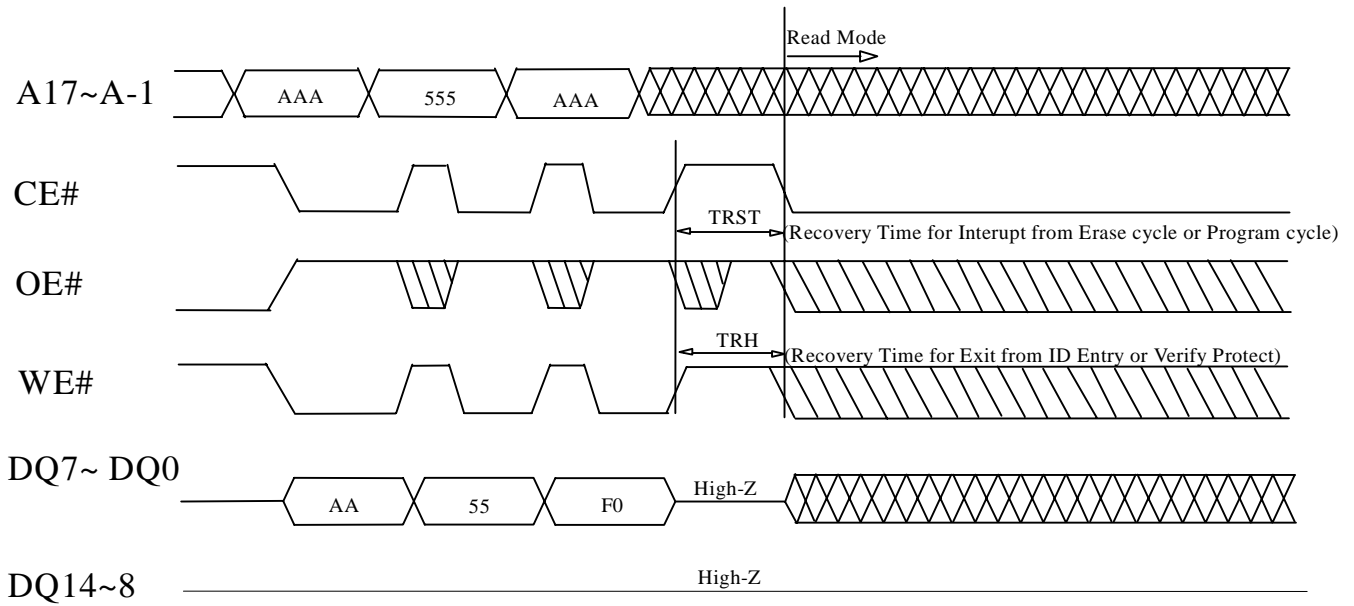 Read Mode
A17~A-1
AAA
555
AAA
CE#
TRST
(Recovery Time for Interupt from Erase cycle or Program cycle)
OE#
TRH
(Recovery Time for Exit from ID Entry or Verify Protect)
WE#
DQ7~ DQ0
AA
55
F0
High-Z
DQ14~8
High-Z